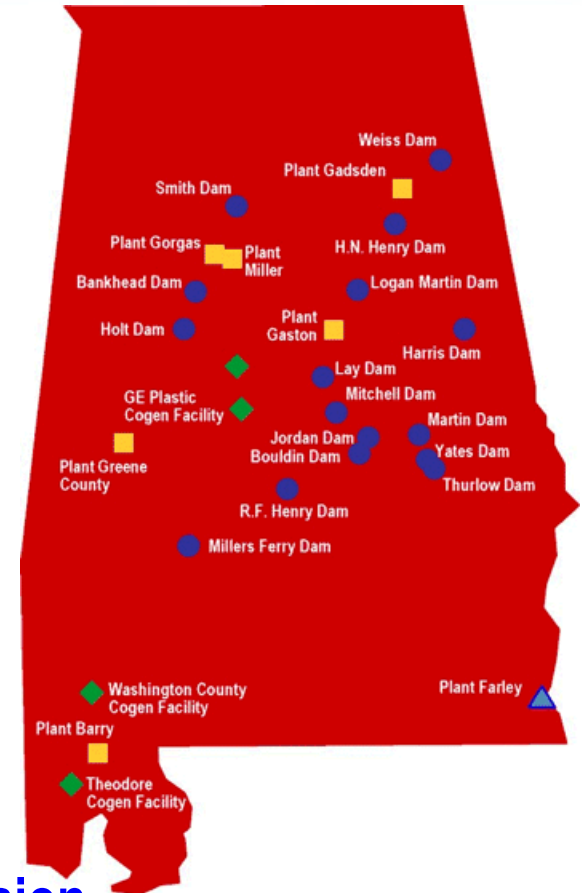 Weiss Dam
Plant Gadsden
Smith Dam
H.N. Henry Dam
Plant Gorgas
Plant
Miller
Bankhead Dam
Logan Martin Dam
Holt Dam
Plant
Gaston
Harris Dam
Lay Dam
GE Plastic
Cogen Facility
Mitchell Dam
Martin Dam
Jordan Dam
Bouldin Dam
Yates Dam
Plant Greene
County
Thurlow Dam
R.F. Henry Dam
Millers Ferry Dam
Plant Farley
Washington County
Cogen Facility
Plant Barry
Theodore
Cogen Facility